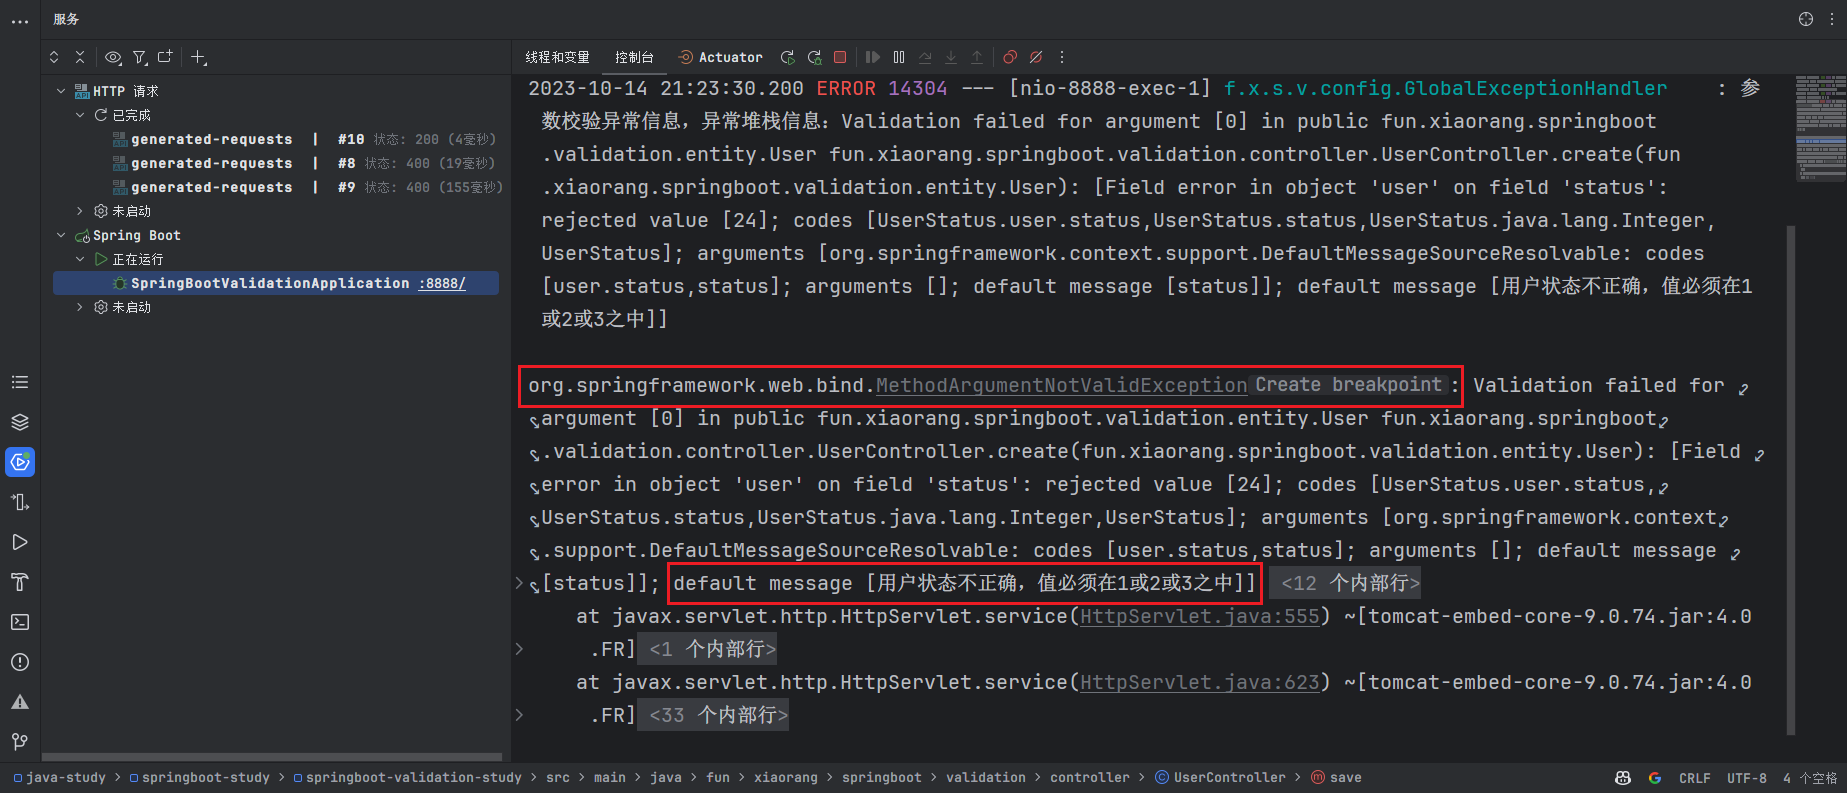 服务
线程和变量 控制台 Actuator
HTTP 请求
已完成
generated-requests | #10 状态: 200 (4毫秒)
generated-requests | #8 状态: 400 (19毫秒)
generated-requests | #9 状态: 400 (155毫秒)
未启动
Spring Boot
正在运行
SpringBootValidationApplication :8888/
未启动
2023-10-14 21:23:30.200 ERROR 14304 --- [nio-8888-exec-1] f.x.s.v.config.GlobalExceptionHandler : 参
数校验异常信息，异常堆栈信息：Validation failed for argument [0] in public fun.xiaorang.springboot
.validation.entity.User fun.xiaorang.springboot.validation.controller.UserController.create(fun
.xiaorang.springboot.validation.entity.User): [Field error in object 'user' on field 'status':
rejected value [24]; codes [UserStatus.user.status,UserStatus.status,UserStatus.java.lang.Integer,
UserStatus]; arguments [org.springframework.context.support.DefaultMessageSourceResolvable: codes
[user.status,status]; arguments []; default message [status]]; default message [用户状态不正确，值必须在1
或2或3之中]]
org.springframework.web.bind.MethodArgumentNotValidException Create breakpoint : Validation failed for
argument [0] in public fun.xiaorang.springboot.validation.entity.User fun.xiaorang.springboot
.validation.controller.UserController.create(fun.xiaorang.springboot.validation.entity.User): [Field
error in object 'user' on field 'status': rejected value [24]; codes [UserStatus.user.status,
UserStatus.status,UserStatus.java.lang.Integer,UserStatus]; arguments [org.springframework.context
.support.DefaultMessageSourceResolvable: codes [user.status,status]; arguments []; default message
[status]]; default message [用户状态不正确，值必须在1或2或3之中]] <12 个内部行>
at javax.servlet.http.HttpServlet.service(HttpServlet.java:555) ~[tomcat-embed-core-9.0.74.jar:4.0
.FR] <1 个内部行>
at javax.servlet.http.HttpServlet.service(HttpServlet.java:623) ~[tomcat-embed-core-9.0.74.jar:4.0
.FR] <33 个内部行>
java-study > springboot-study > springboot-validation-study > src > main > java > fun > xiaorang > springboot > validation > controller > UserController > save
CRLF UTF-8 4 个空格